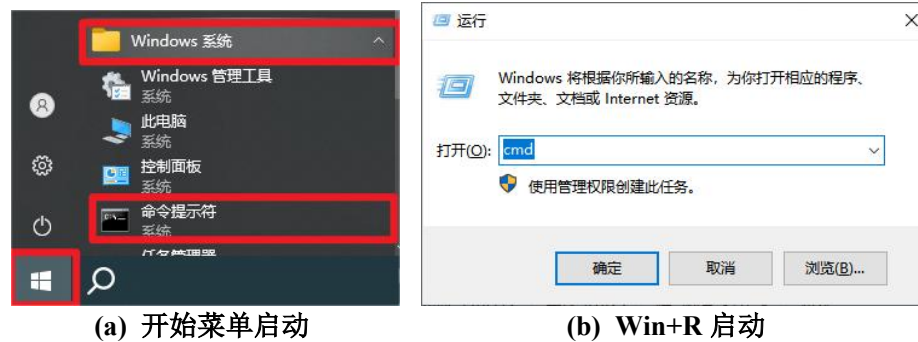 Windows 系统
Windows 管理工具
系统
此电脑
系统
控制面板
系统
命令提示符
系统
(a) 开始菜单启动
运行
Windows 将根据你所输入的名称，为你打开相应的程序、
文件夹、文档或 Internet 资源。
打开(O): cmd
使用管理权限创建此任务。
确定 取消 浏览(B)...
(b) Win+R 启动